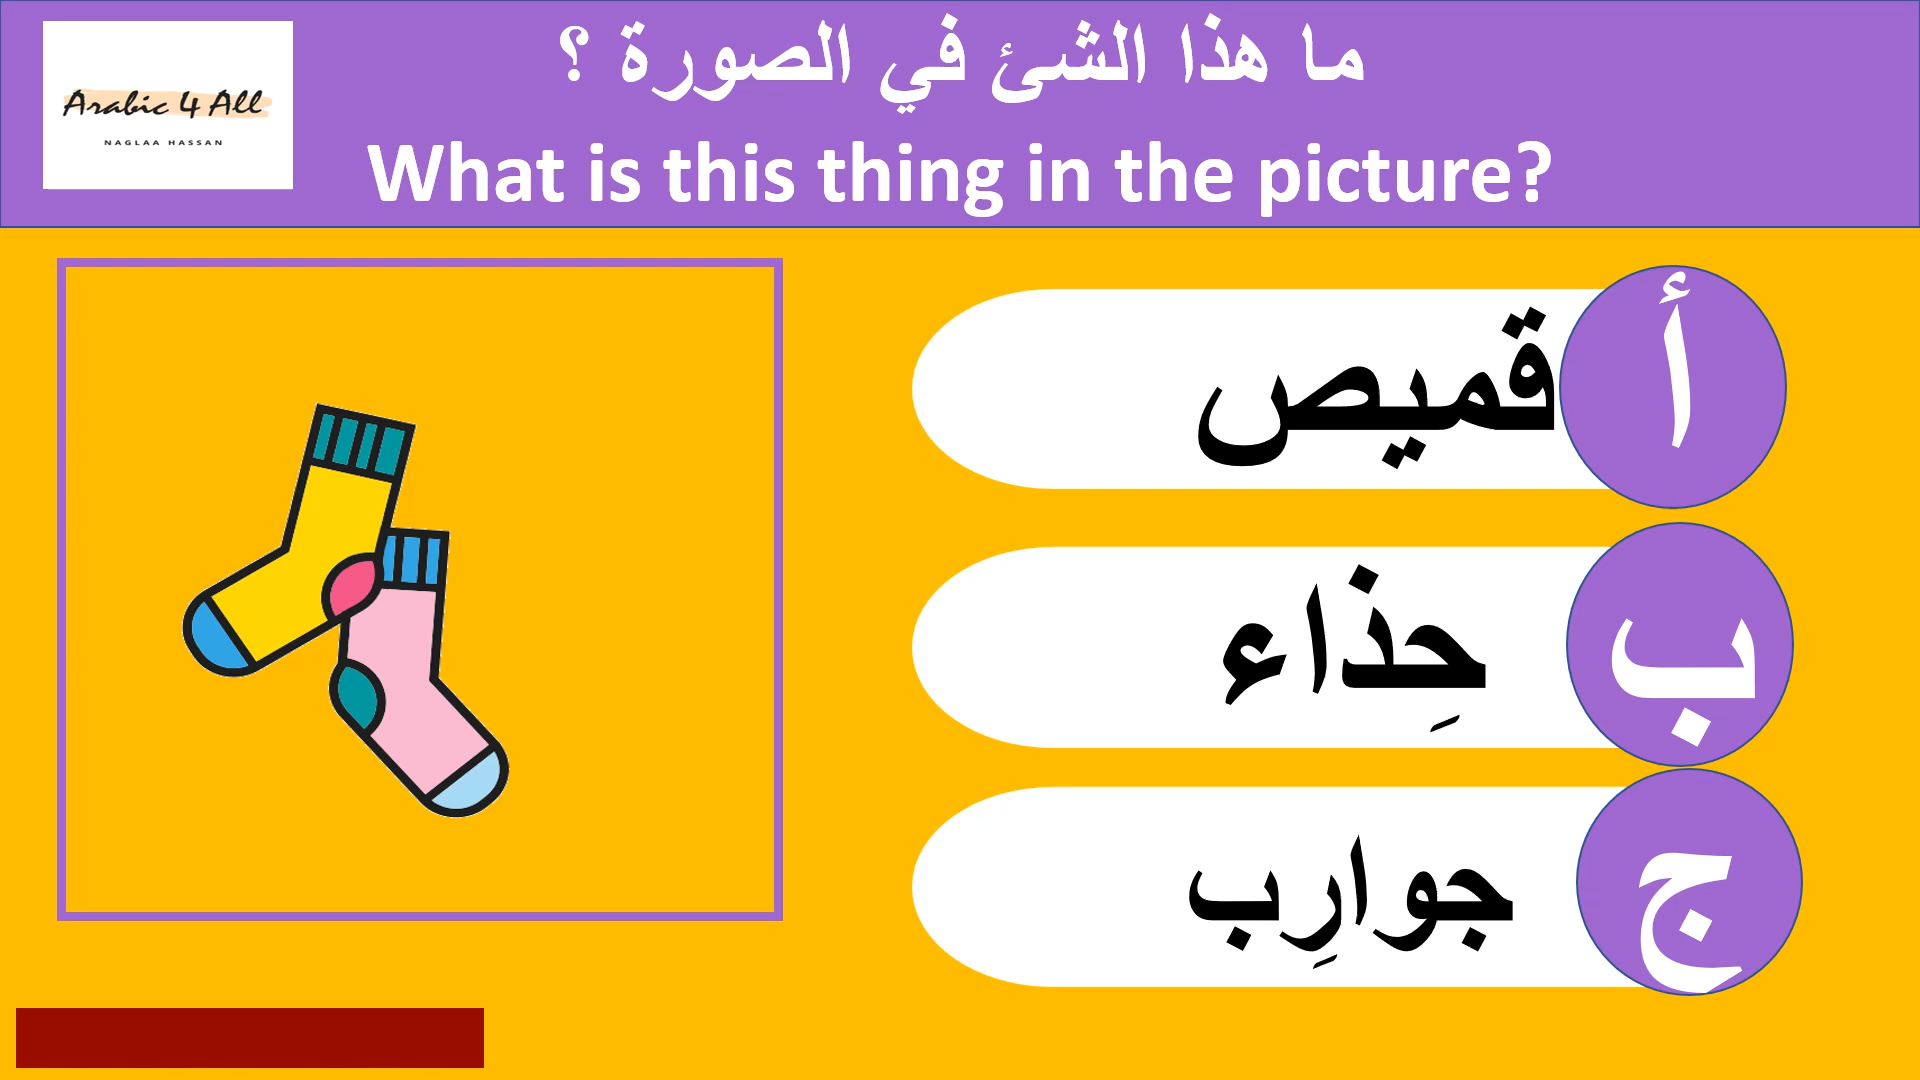 Arabic 4 All
NAGLAA HASSAN
ما هذا الشئ في الصورة ؟
What is this thing in the picture?
أ
قميص
ب
حِذاء
ج
جوارِب